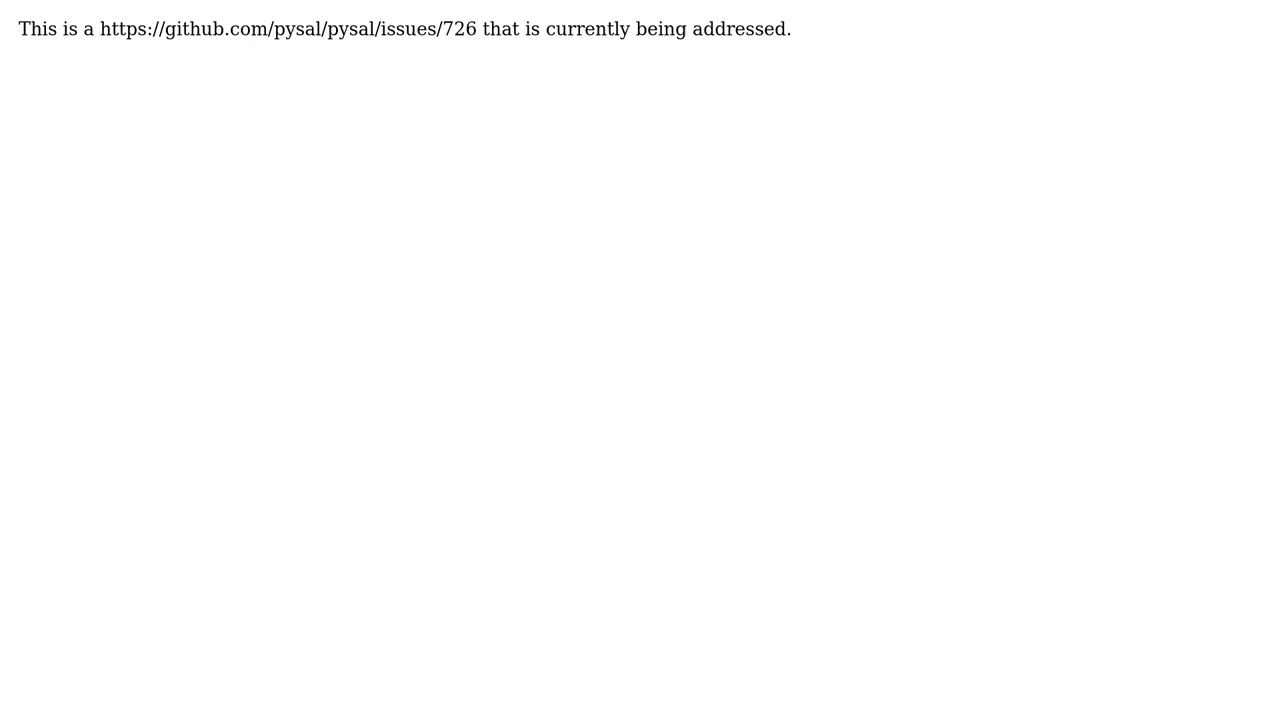 This is a https://github.com/pysal/pysal/issues/726 that is currently being addressed.